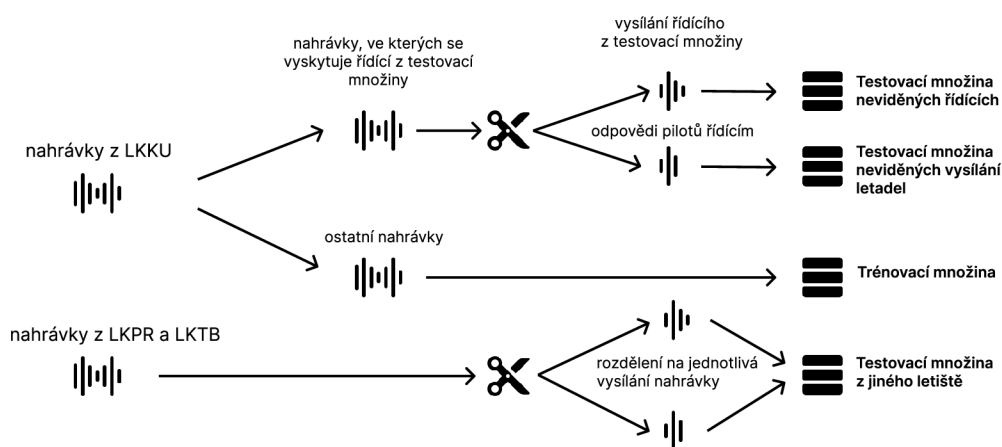 vysílání řídícího
z testovací množiny
nahrávky, ve kterých se
vyskytuje řídící z testovací
množiny
Testovací množina
neviděných řídících
odpovědi pilotů řídícím
nahrávky z LKKU
Testovací množina
neviděných vysílání
letadel
ostatní nahrávky
Trénovací množina
nahrávky z LKPR a LKTB
rozdělení na jednotlivá
vysílání nahrávky
Testovací množina
z jiného letiště